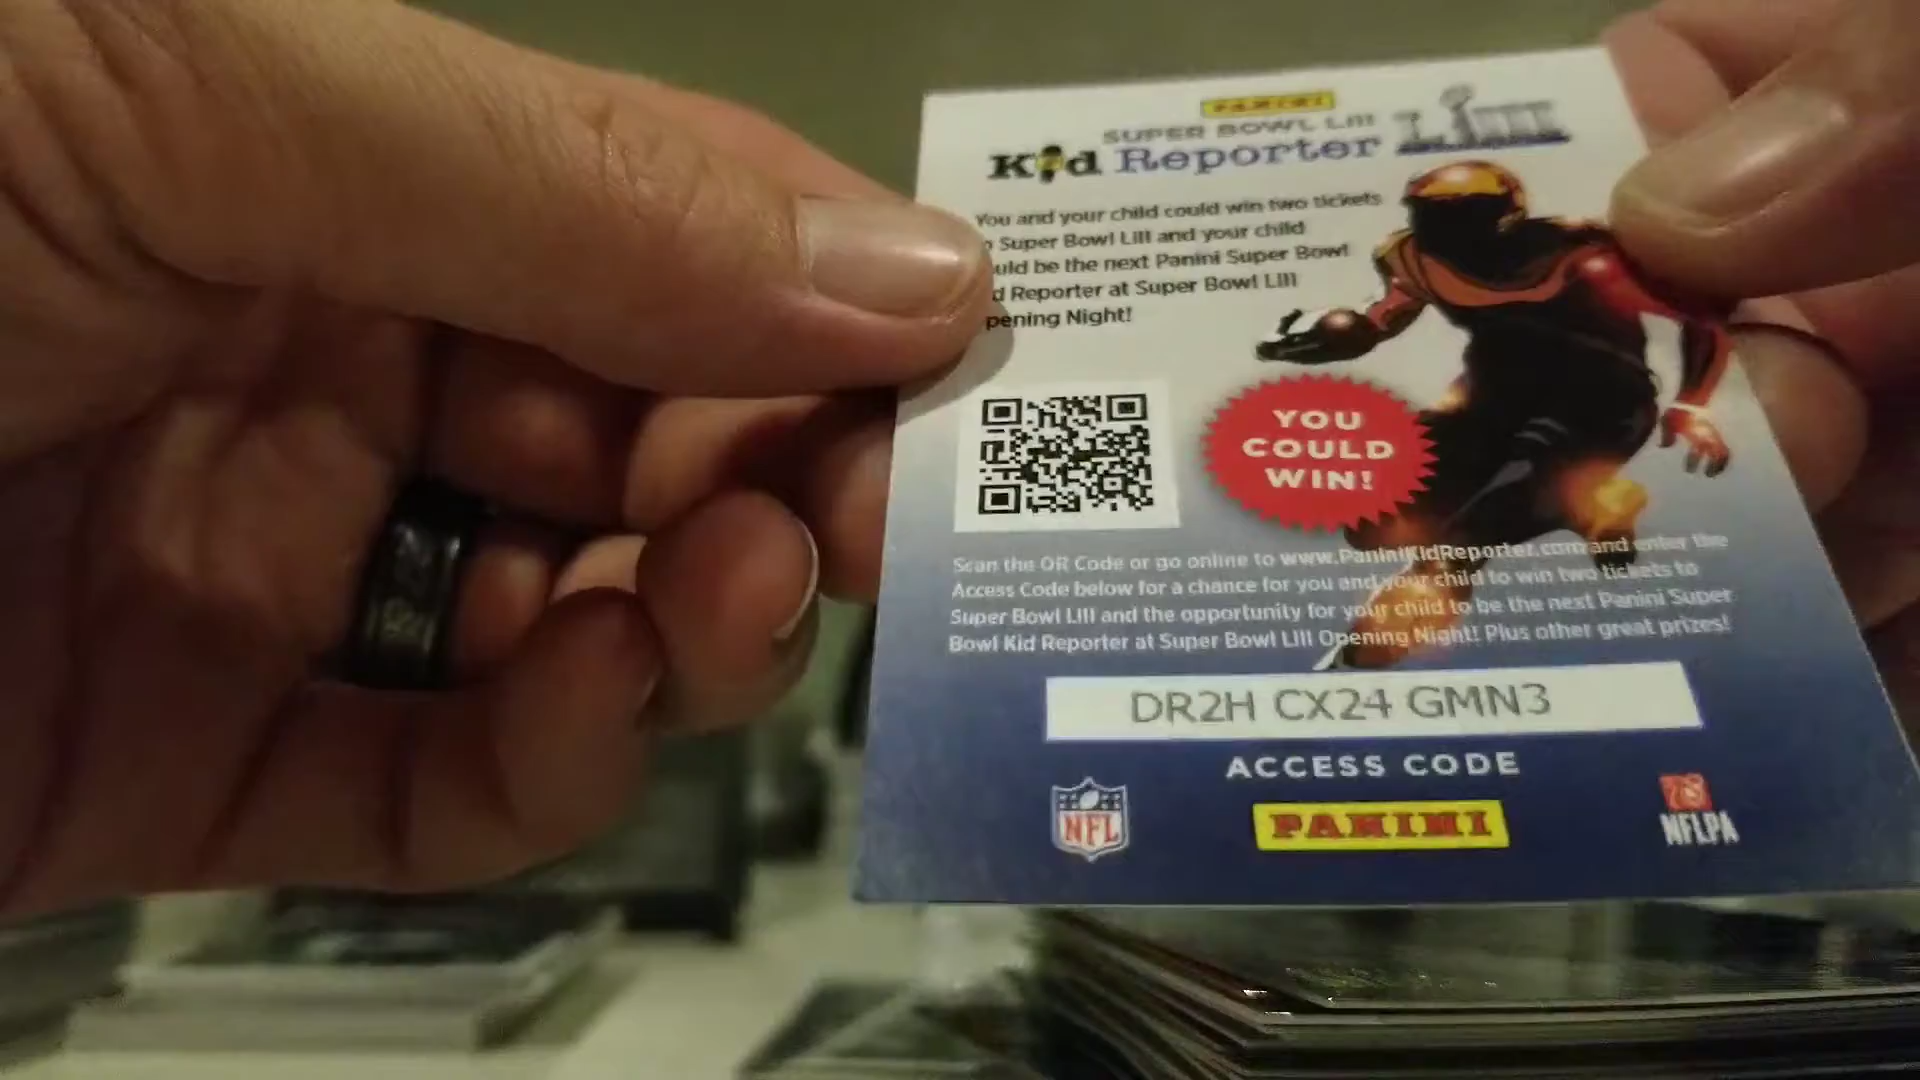 PANINI
SUPER BOWL LIII
Kid Reporter LIII
You and your child could win two tickets
Super Bowl LIII and your child
uld be the next Panini Super Bowl
d Reporter at Super Bowl LIII
pening Night!
YOU
COULD
WIN!
Scan the QR Code or go online to www.PaniniKidReporter.com and enter the
Access Code below for a chance for you and your child to win two tickets to
Super Bowl LIII and the opportunity for your child to be the next Panini Super
Bowl Kid Reporter at Super Bowl LIII Opening Night! Plus other great prizes!
DR2H CX24 GMN3
ACCESS CODE
NFL PANINI NFLPA